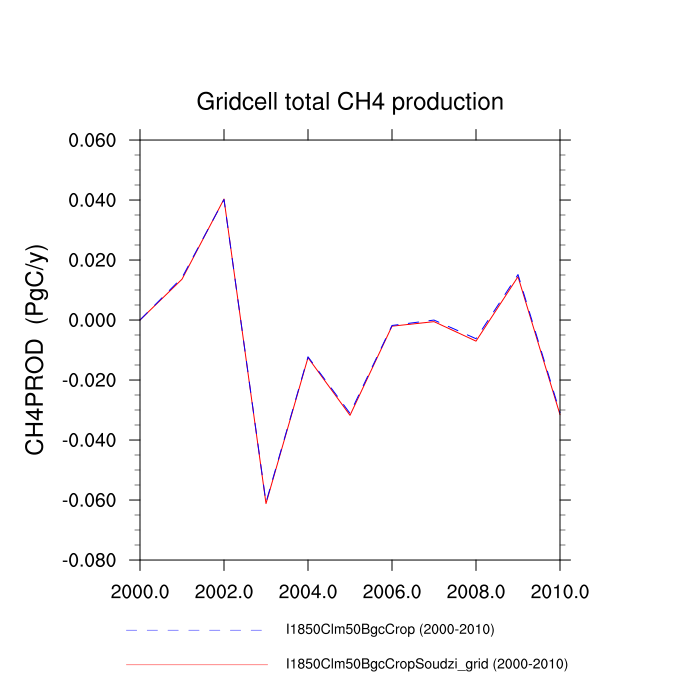 Gridcell total CH4 production
CH4PROD (PgC/y)
0.060
0.040
0.020
0.000
-0.020
-0.040
-0.060
-0.080
2000.0 2002.0 2004.0 2006.0 2008.0 2010.0
I1850Clm50BgcCrop (2000-2010)
I1850Clm50BgcCropSoudzi_grid (2000-2010)